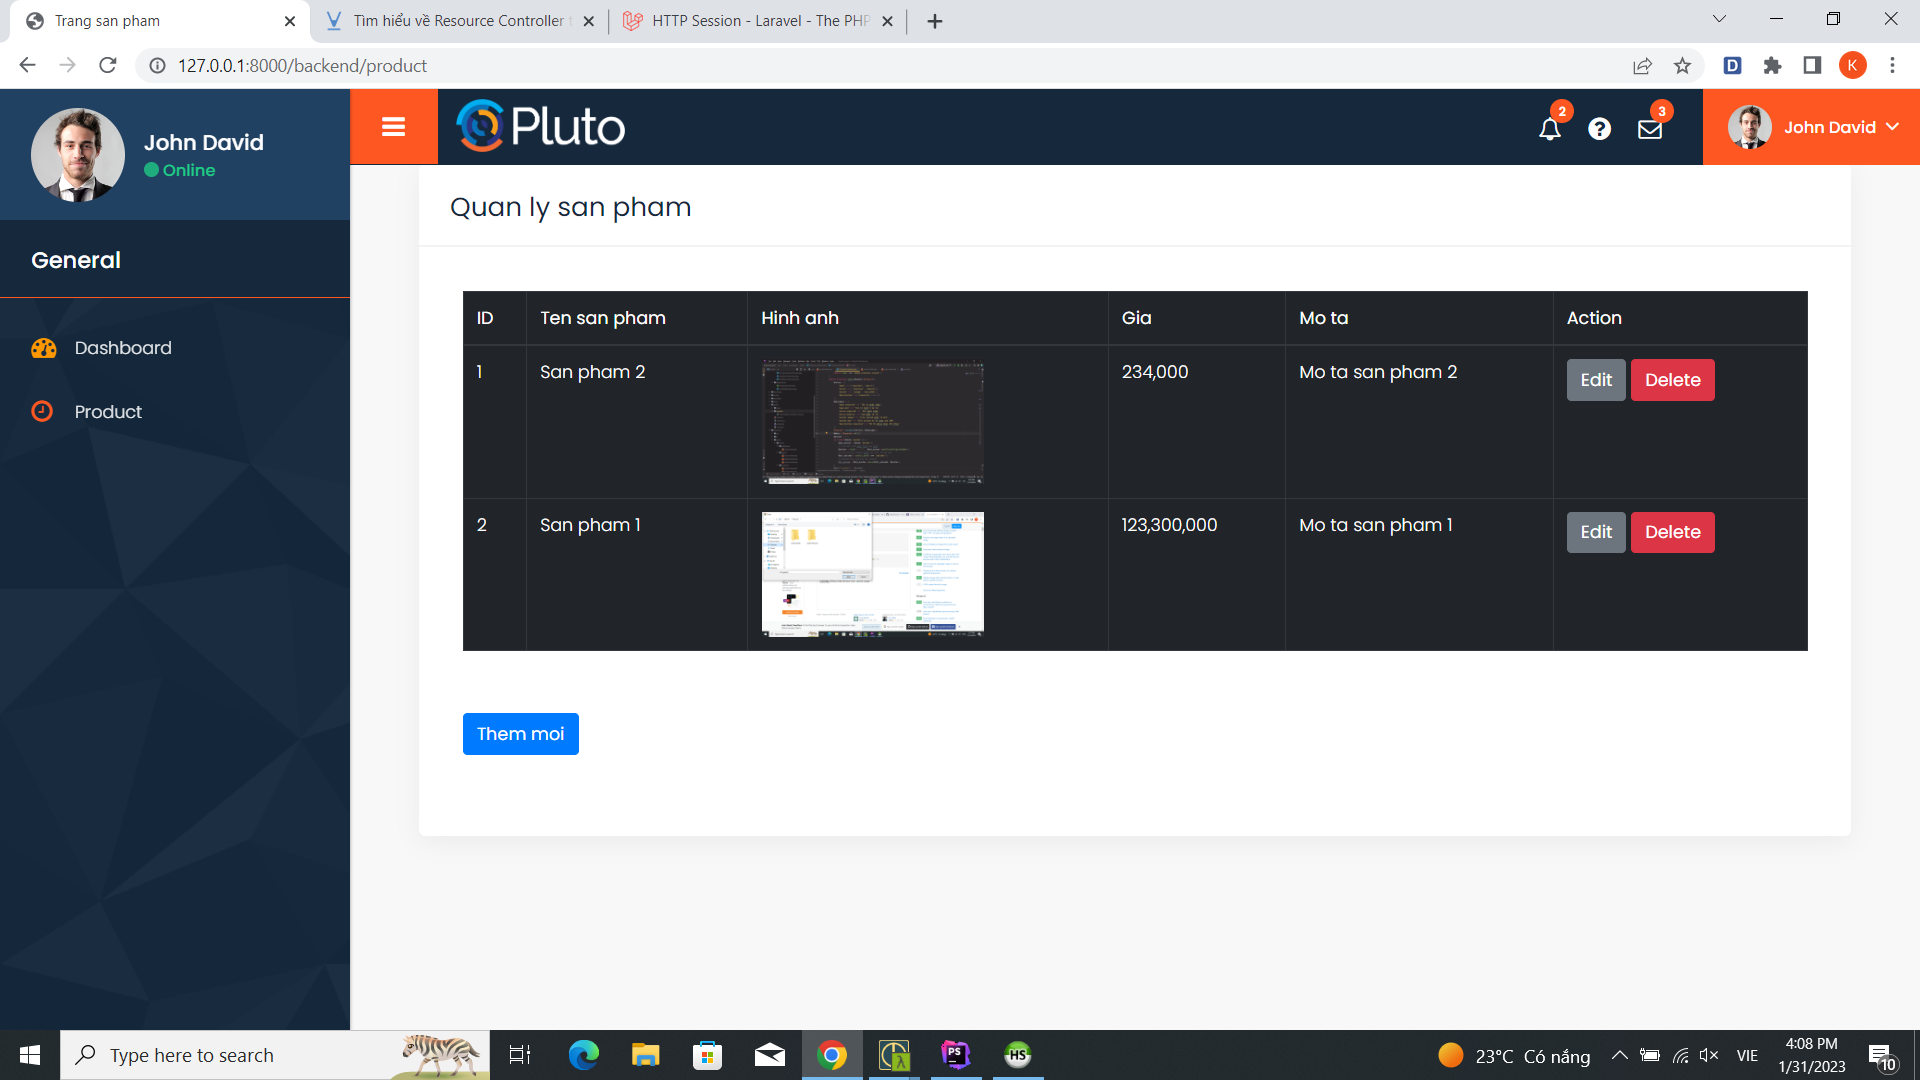 Trang san pham
Tìm hiểu về Resource Controller
HTTP Session - Laravel - The PHP
127.0.0.1:8000/backend/product
D
K
John David
Online
Pluto
2
3
John David
General
Dashboard
Product
Quan ly san pham
ID Ten san pham Hinh anh Gia Mo ta Action
1 San pham 2 234,000 Mo ta san pham 2 Edit Delete
2 San pham 1 123,300,000 Mo ta san pham 1 Edit Delete
Them moi
Type here to search
PS
HS
23°C Có nắng
VIE
4:08 PM
1/31/2023
10